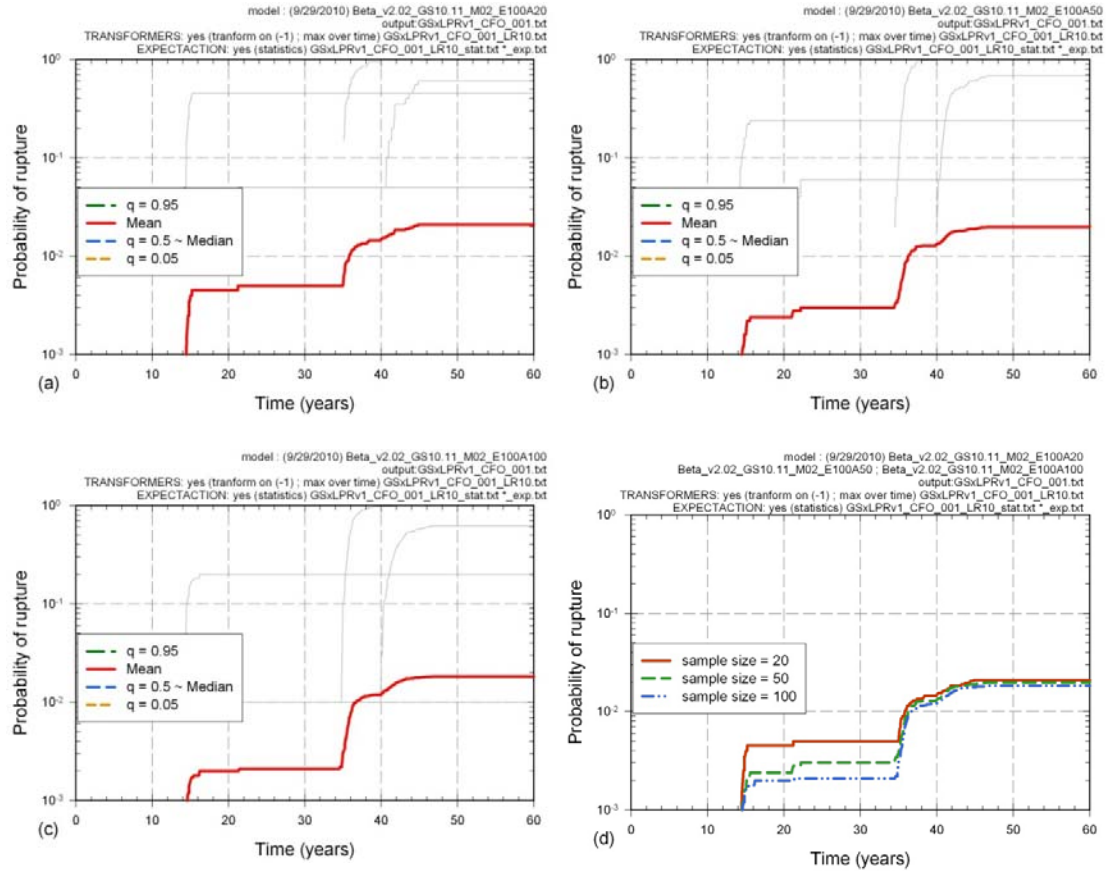 model : (9/29/2010) Beta_v2.02_GS10.11_M02_E100A20
output:GSxLPRv1_CFO_001.txt
TRANSFORMERS: yes (tranform on (-1) ; max over time) GSxLPRv1_CFO_001_LR10.txt
EXPECTACTION: yes (statistics) GSxLPRv1_CFO_001_LR10_stat.txt *_exp.txt
Probability of rupture
10⁰
10⁻¹
10⁻²
10⁻³
q = 0.95
Mean
q = 0.5 ~ Median
q = 0.05
0 10 20 30 40 50 60
(a)
Time (years)
model : (9/29/2010) Beta_v2.02_GS10.11_M02_E100A50
output:GSxLPRv1_CFO_001.txt
TRANSFORMERS: yes (tranform on (-1) ; max over time) GSxLPRv1_CFO_001_LR10.txt
EXPECTACTION: yes (statistics) GSxLPRv1_CFO_001_LR10_stat.txt *_exp.txt
Probability of rupture
10⁰
10⁻¹
10⁻²
10⁻³
q = 0.95
Mean
q = 0.5 ~ Median
q = 0.05
0 10 20 30 40 50 60
(b)
Time (years)
model : (9/29/2010) Beta_v2.02_GS10.11_M02_E100A100
output:GSxLPRv1_CFO_001.txt
TRANSFORMERS: yes (tranform on (-1) ; max over time) GSxLPRv1_CFO_001_LR10.txt
EXPECTACTION: yes (statistics) GSxLPRv1_CFO_001_LR10_stat.txt *_exp.txt
Probability of rupture
10⁰
10⁻¹
10⁻²
10⁻³
q = 0.95
Mean
q = 0.5 ~ Median
q = 0.05
0 10 20 30 40 50 60
(c)
Time (years)
model : (9/29/2010) Beta_v2.02_GS10.11_M02_E100A20
Beta_v2.02_GS10.11_M02_E100A50 ; Beta_v2.02_GS10.11_M02_E100A100
output:GSxLPRv1_CFO_001.txt
TRANSFORMERS: yes (tranform on (-1) ; max over time) GSxLPRv1_CFO_001_LR10.txt
EXPECTACTION: yes (statistics) GSxLPRv1_CFO_001_LR10_stat.txt *_exp.txt
Probability of rupture
10⁰
10⁻¹
10⁻²
10⁻³
sample size = 20
sample size = 50
sample size = 100
0 10 20 30 40 50 60
(d)
Time (years)